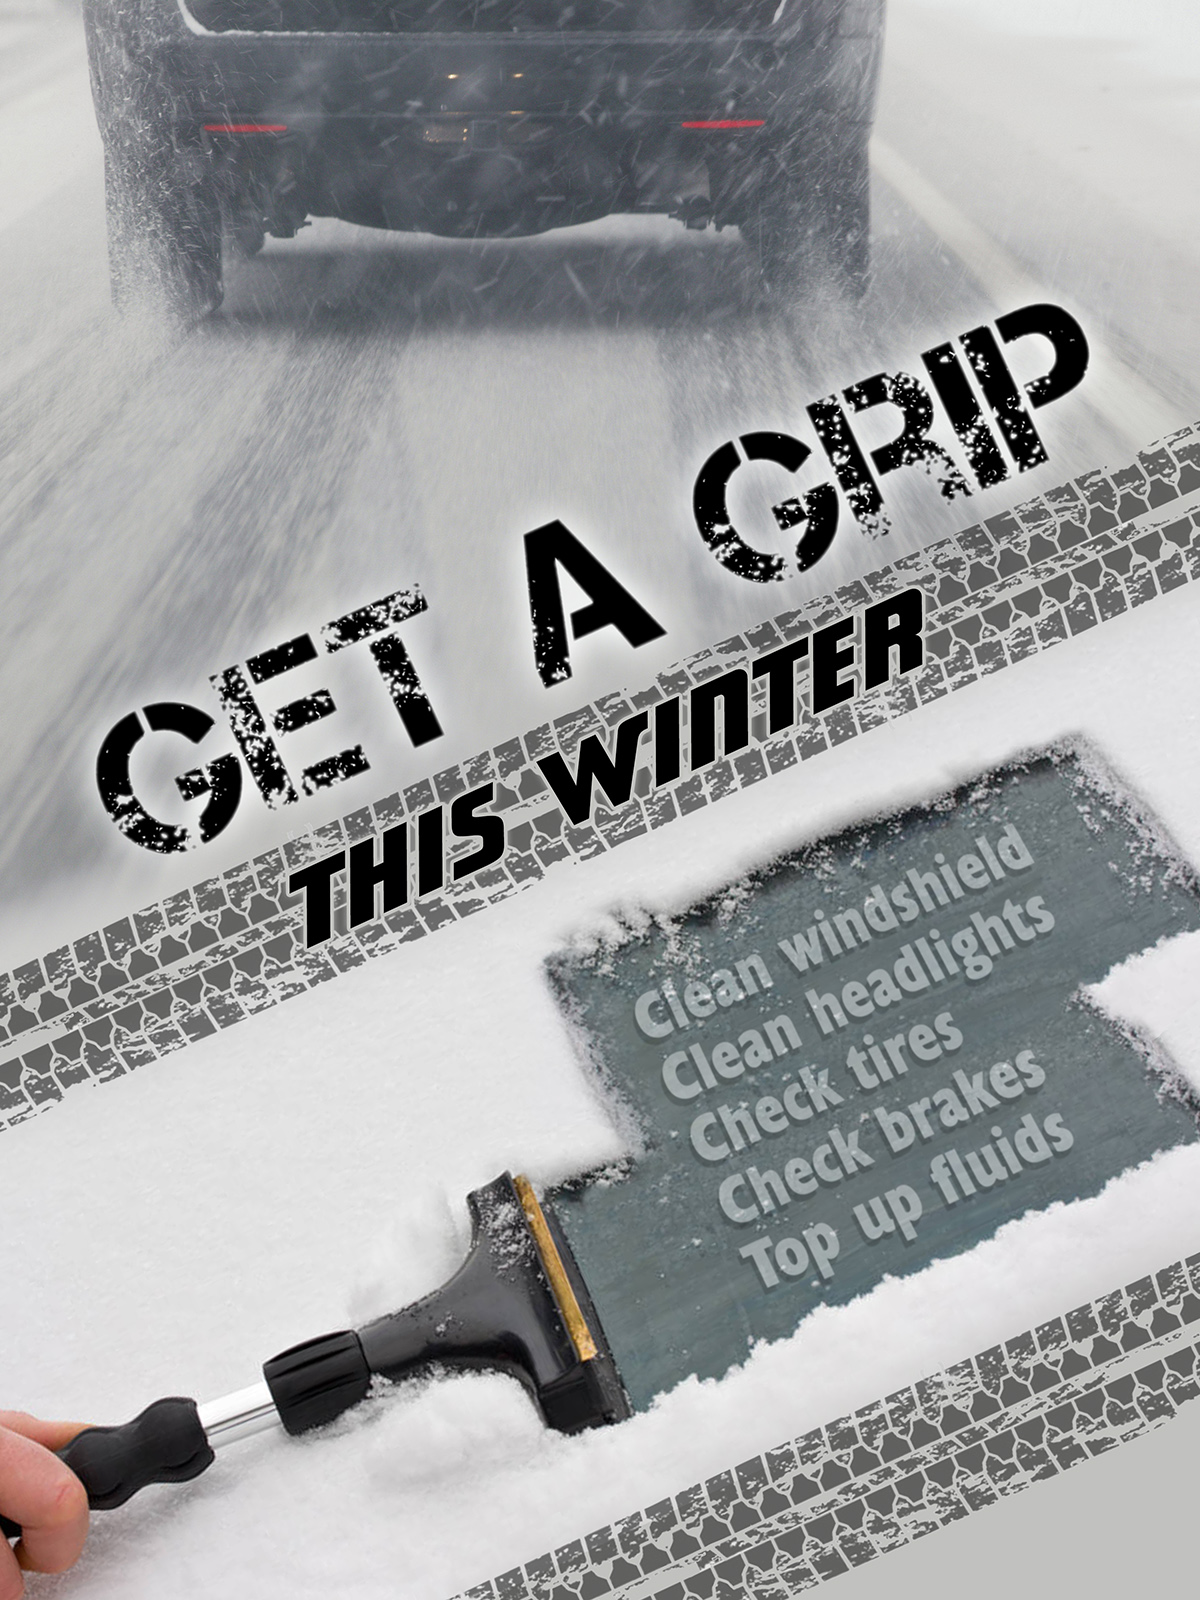 GET A GRIP
THIS WINTER
Clean windshield
Clean headlights
Check tires
Check brakes
Top up fluids